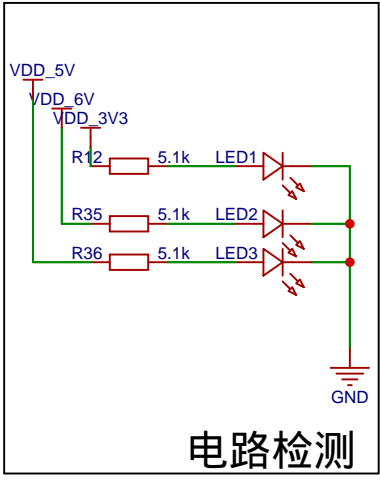 VDD_5V
VDD_6V
VDD_3V3
R12 5.1k LED1
R35 5.1k LED2
R36 5.1k LED3
GND
电路检测